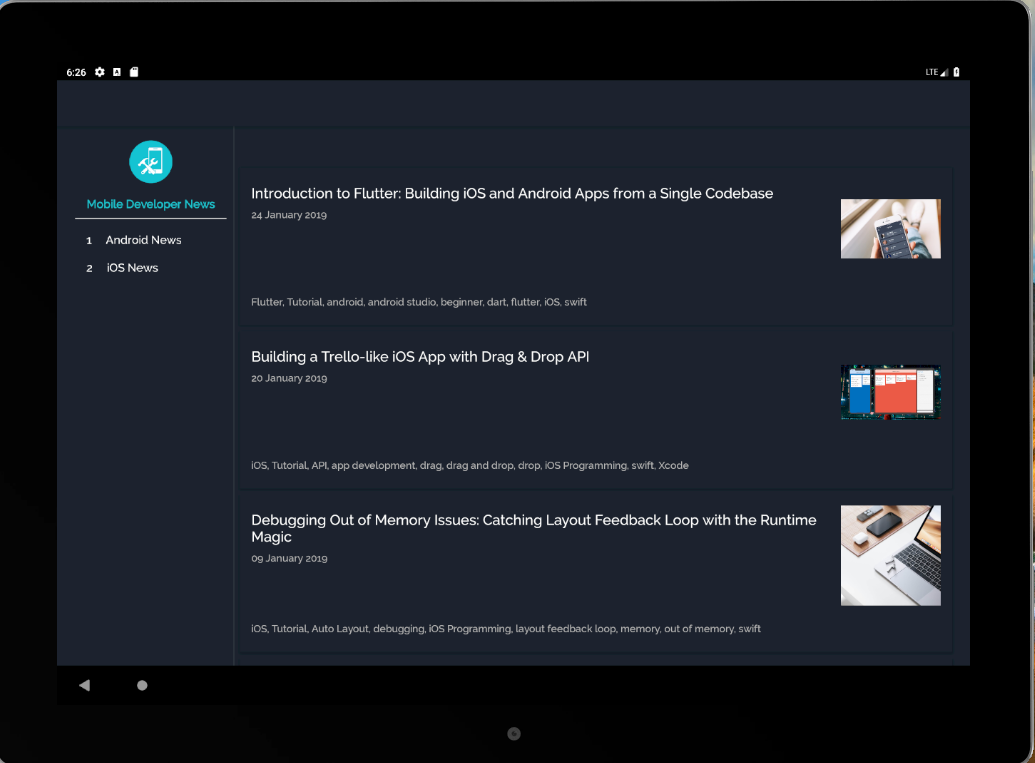 6:26
LTE
Mobile Developer News
1 Android News
2 iOS News
Introduction to Flutter: Building iOS and Android Apps from a Single Codebase
24 January 2019
Flutter, Tutorial, android, android studio, beginner, dart, flutter, iOS, swift
Building a Trello-like iOS App with Drag & Drop API
20 January 2019
iOS, Tutorial, API, app development, drag, drag and drop, drop, iOS Programming, swift, Xcode
Debugging Out of Memory Issues: Catching Layout Feedback Loop with the Runtime
Magic
09 January 2019
iOS, Tutorial, Auto Layout, debugging, iOS Programming, layout feedback loop, memory, out of memory, swift